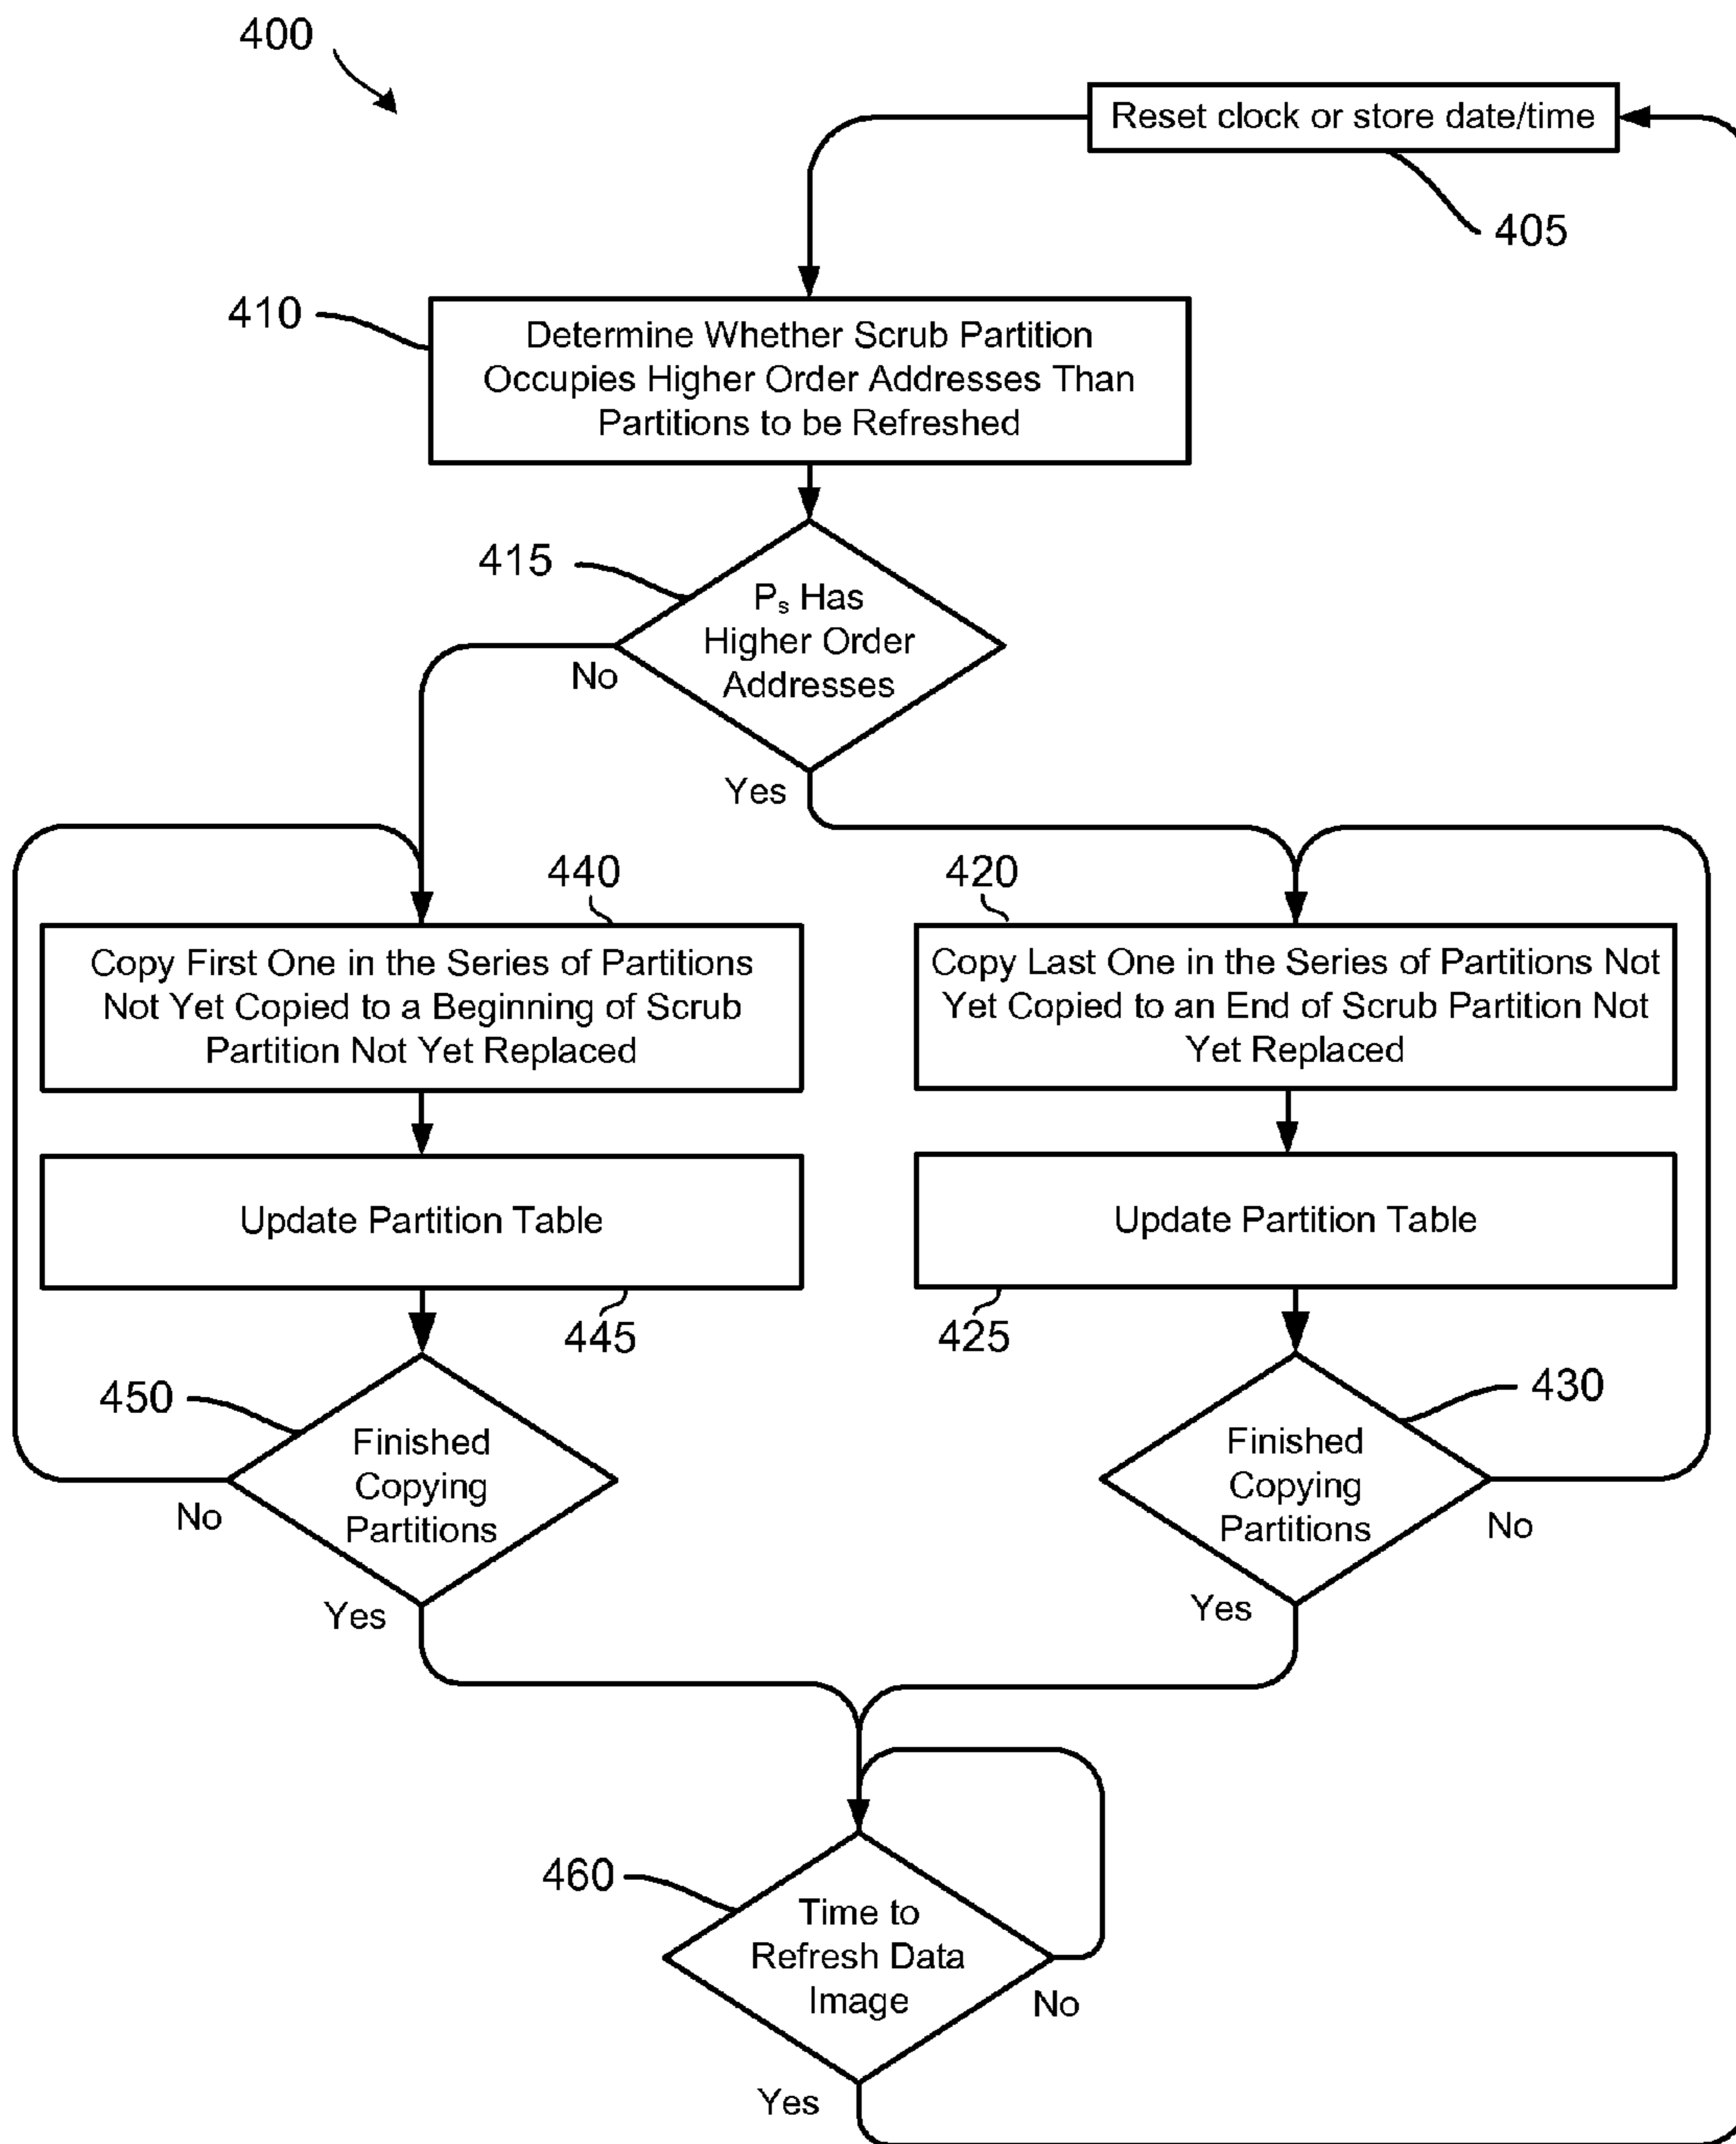 400
Reset clock or store date/time
405
410
Determine Whether Scrub Partition
Occupies Higher Order Addresses Than
Partitions to be Refreshed
415
Ps Has
Higher Order
Addresses
No
Yes
440
420
Copy First One in the Series of Partitions
Not Yet Copied to a Beginning of Scrub
Partition Not Yet Replaced
Copy Last One in the Series of Partitions Not
Yet Copied to an End of Scrub Partition Not
Yet Replaced
Update Partition Table
Update Partition Table
445
425
450
Finished
Copying
Partitions
No
Yes
430
Finished
Copying
Partitions
No
Yes
460
Time to
Refresh Data
Image
No
Yes